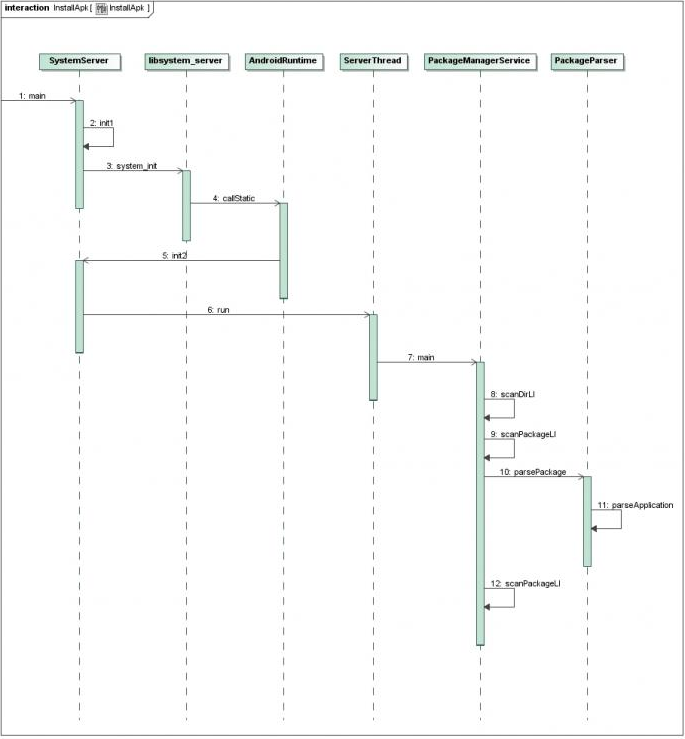 interaction InstallApk [ InstallApk ]
SystemServer libsystem_server AndroidRuntime ServerThread PackageManagerService PackageParser
1: main
2: init1
3: system_init
4: callStatic
5: init2
6: run
7: main
8: scanDirLI
9: scanPackageLI
10: parsePackage
11: parseApplication
12: scanPackageLI